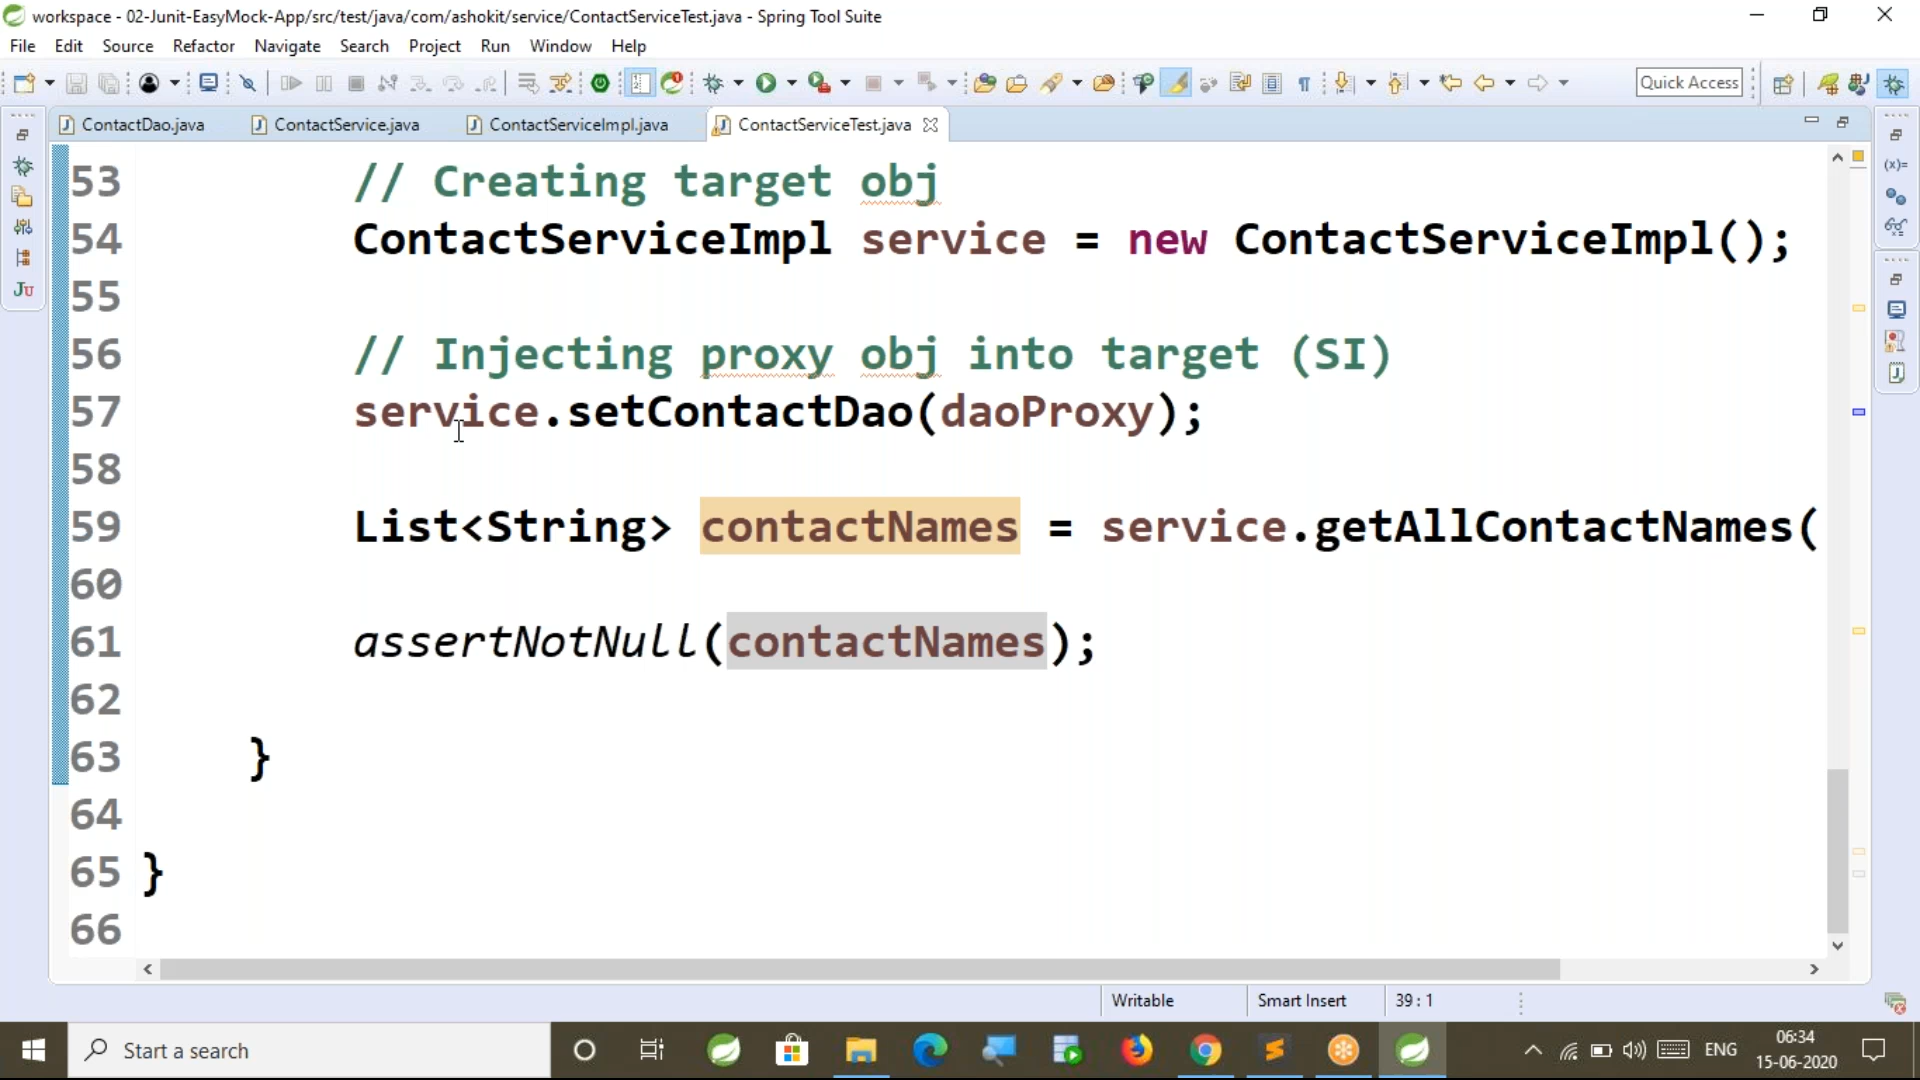 workspace - 02-Junit-EasyMock-App/src/test/java/com/ashokit/service/ContactServiceTest.java - Spring Tool Suite
File Edit Source Refactor Navigate Search Project Run Window Help
Quick Access
ContactDao.java ContactService.java ContactServiceImpl.java ContactServiceTest.java
53 // Creating target obj
54 ContactServiceImpl service = new ContactServiceImpl();
55
56 // Injecting proxy obj into target (SI)
57 service.setContactDao(daoProxy);
58
59 List<String> contactNames = service.getAllContactNames(
60
61 assertNotNull(contactNames);
62
63 }
64
65 }
66
Writable Smart Insert 39 : 1
Start a search
ENG
06:34
15-06-2020